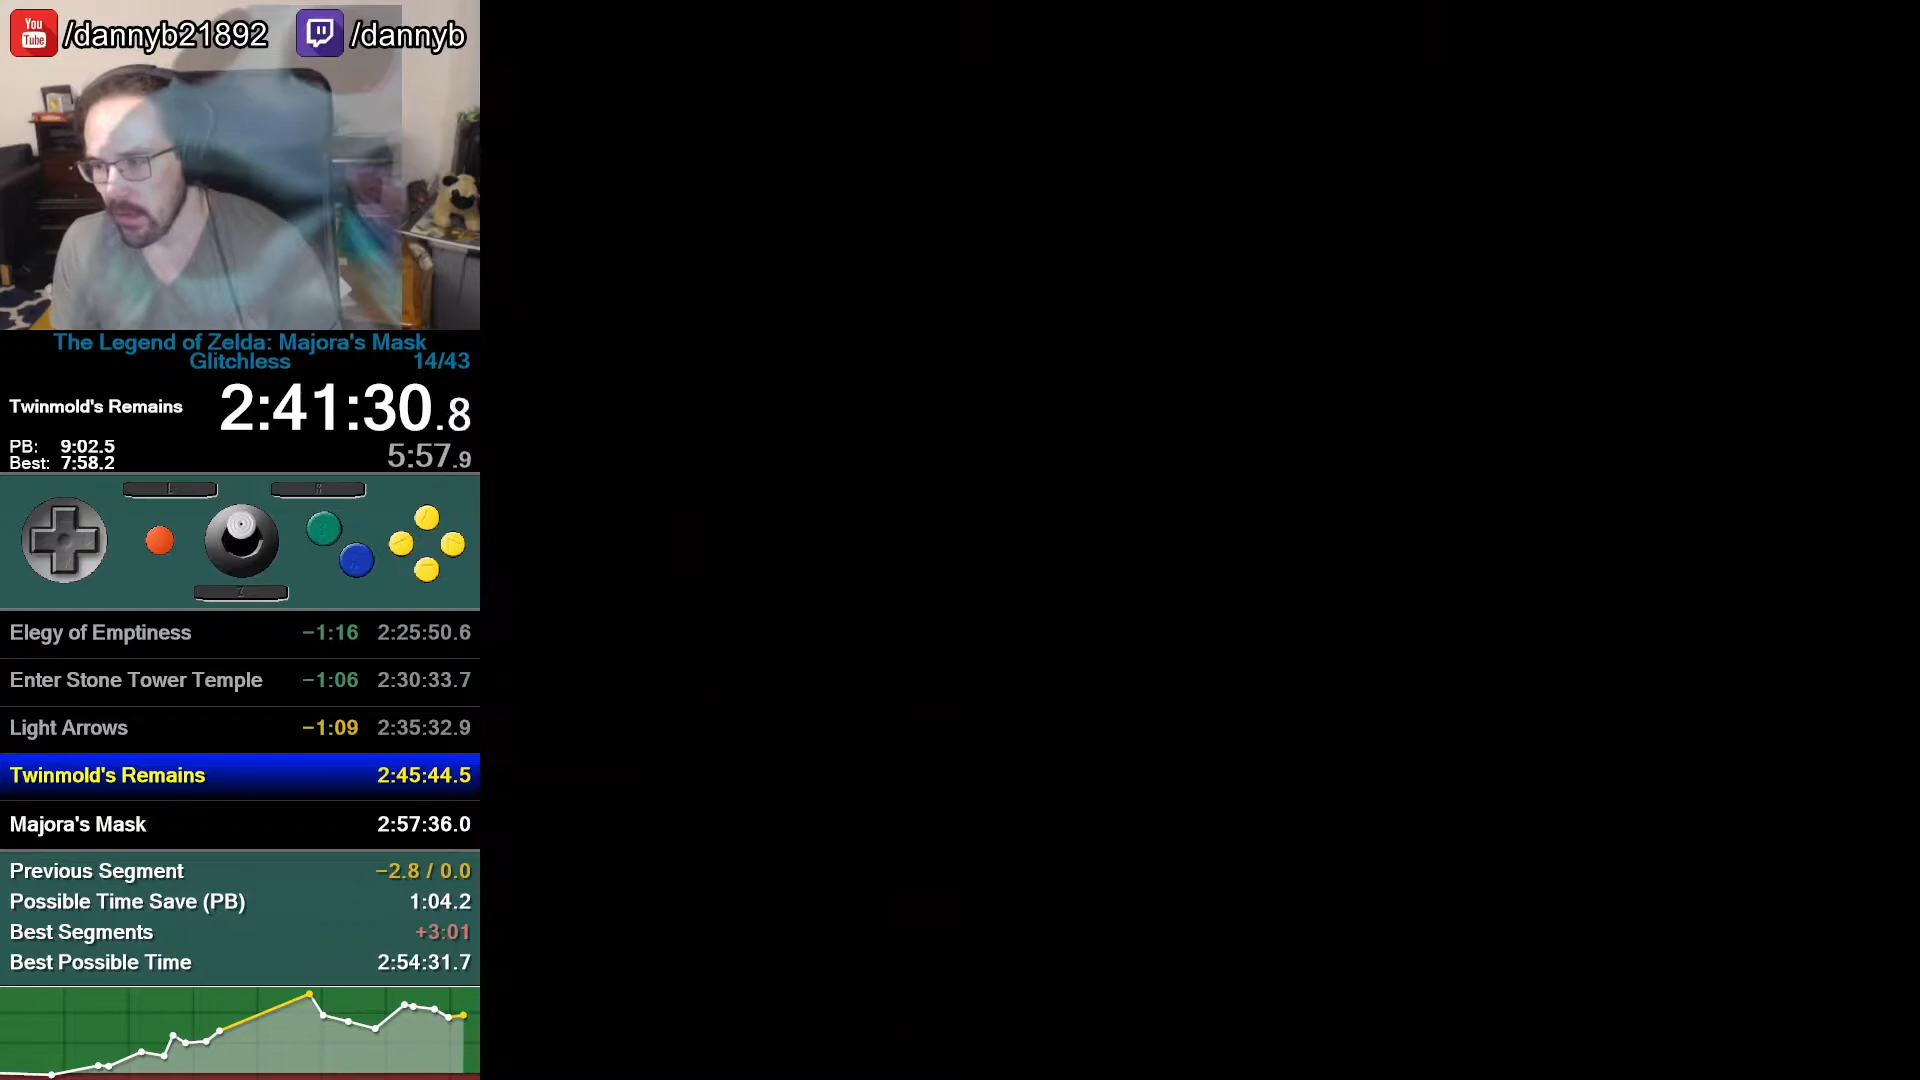 You Tube /dannyb21892 /dannyb
The Legend of Zelda: Majora's Mask
Glitchless 14/43
Twinmold's Remains 2:41:30.8
PB: 9:02.5 5:57.9
Best: 7:58.2
L R
Z
Elegy of Emptiness −1:16 2:25:50.6
Enter Stone Tower Temple −1:06 2:30:33.7
Light Arrows −1:09 2:35:32.9
Twinmold's Remains 2:45:44.5
Majora's Mask 2:57:36.0
Previous Segment −2.8 / 0.0
Possible Time Save (PB) 1:04.2
Best Segments +3:01
Best Possible Time 2:54:31.7